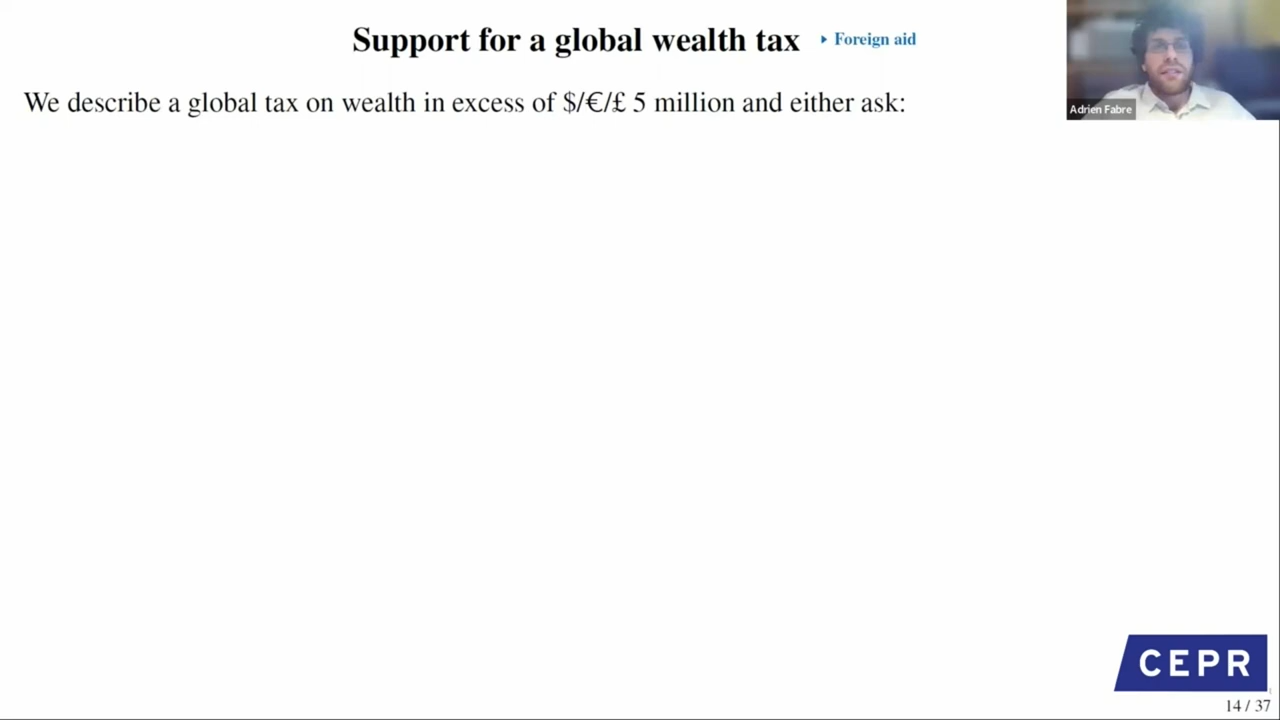 Support for a global wealth tax
Foreign aid
Adrien Fabre
We describe a global tax on wealth in excess of $/€/£ 5 million and either ask:
CEPR
14 / 37